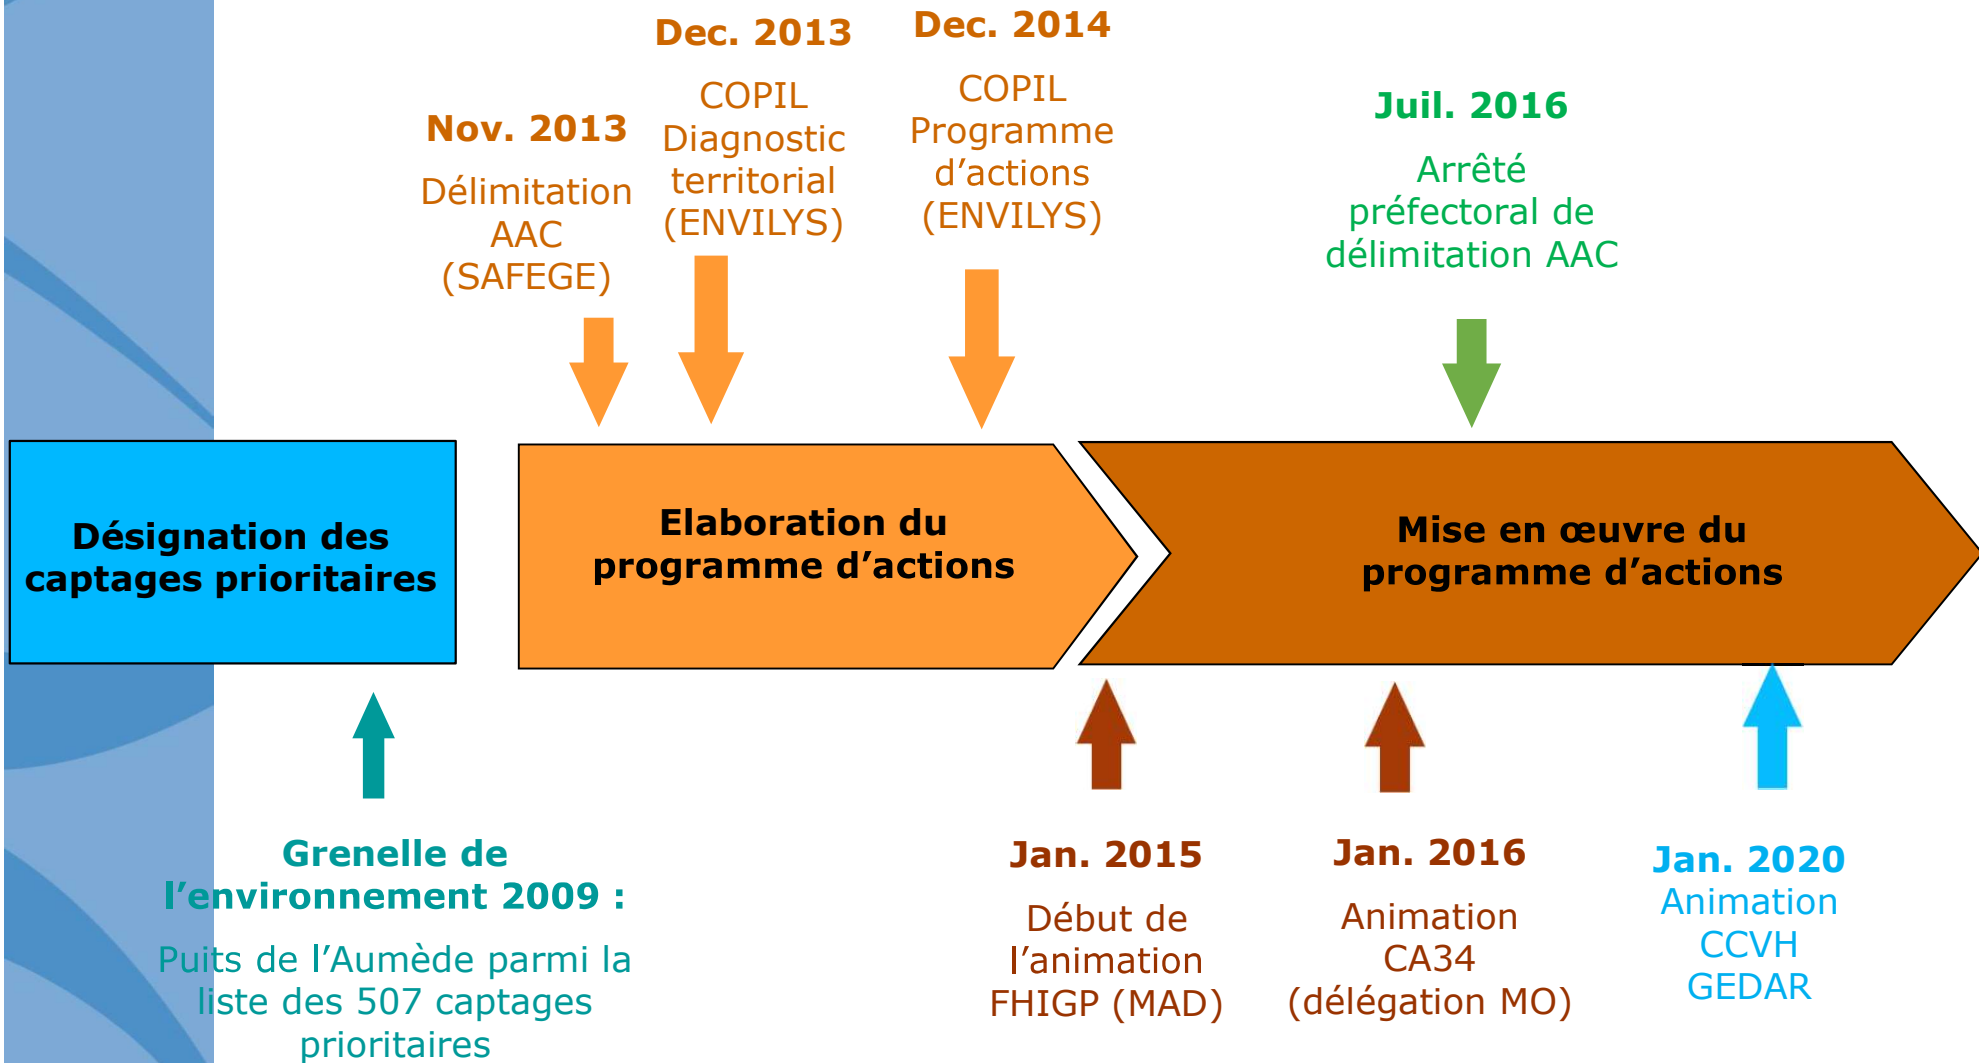 Dec. 2013
COPIL
Diagnostic
territorial
(ENVILYS)
Dec. 2014
COPIL
Programme
d’actions
(ENVILYS)
Nov. 2013
Délimitation
AAC
(SAFEGE)
Juil. 2016
Arrêté
préfectoral de
délimitation AAC
Désignation des
captages prioritaires
Elaboration du
programme d’actions
Mise en œuvre du
programme d’actions
Grenelle de
l’environnement 2009 :
Puits de l’Aumède parmi la
liste des 507 captages
prioritaires
Jan. 2015
Début de
l’animation
FHIGP (MAD)
Jan. 2016
Animation
CA34
(délégation MO)
Jan. 2020
Animation
CCVH
GEDAR